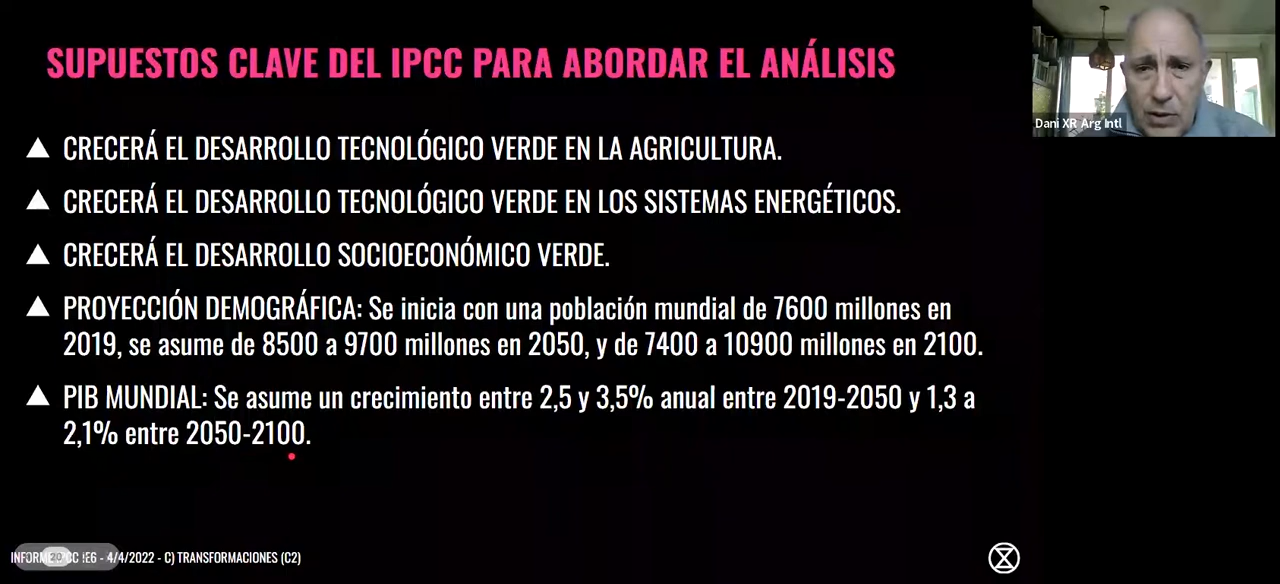 SUPUESTOS CLAVE DEL IPCC PARA ABORDAR EL ANÁLISIS
Dani XR Arg Intl
CRECERÁ EL DESARROLLO TECNOLÓGICO VERDE EN LA AGRICULTURA.
CRECERÁ EL DESARROLLO TECNOLÓGICO VERDE EN LOS SISTEMAS ENERGÉTICOS.
CRECERÁ EL DESARROLLO SOCIOECONÓMICO VERDE.
PROYECCIÓN DEMOGRÁFICA: Se inicia con una población mundial de 7600 millones en
2019, se asume de 8500 a 9700 millones en 2050, y de 7400 a 10900 millones en 2100.
PIB MUNDIAL: Se asume un crecimiento entre 2,5 y 3,5% anual entre 2019-2050 y 1,3 a
2,1% entre 2050-2100.
INFORME IPCC IE6 - 4/4/2022 - C) TRANSFORMACIONES (C2)